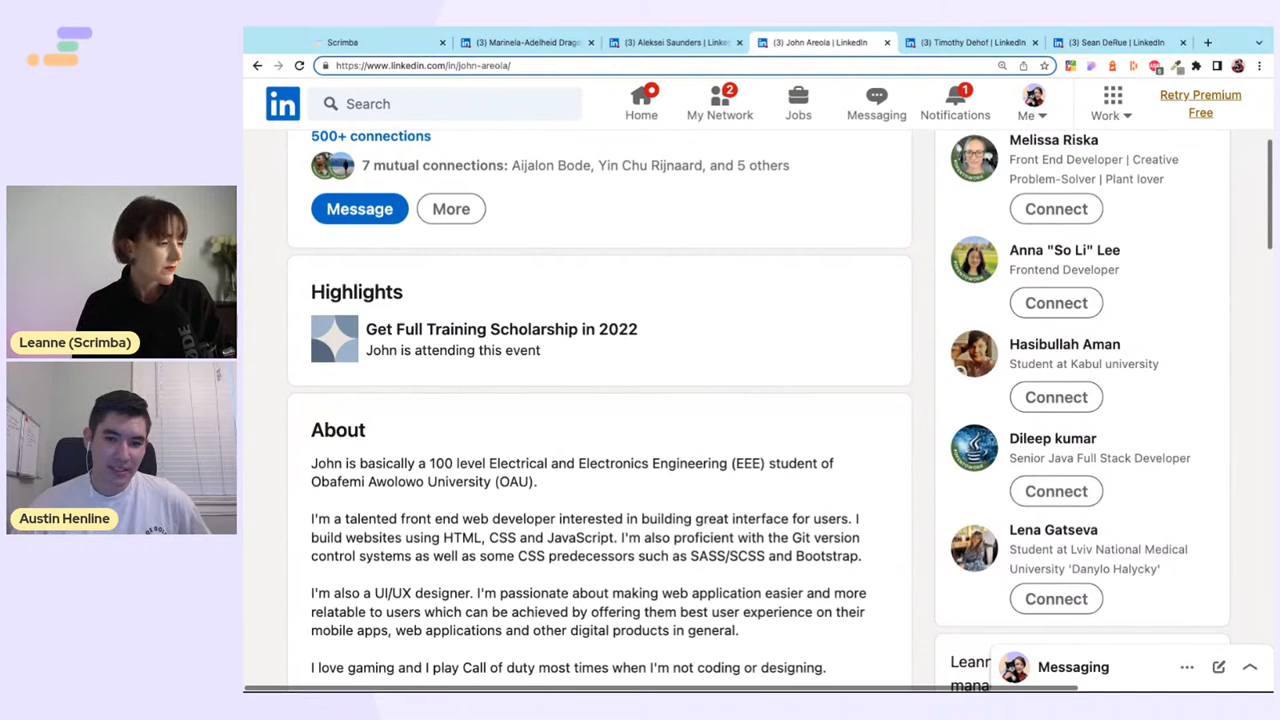 Scrimba
(3) Marinela-Adelheid Drago
(3) Aleksei Saunders | Linke
(3) John Areola | LinkedIn
(3) Timothy Dehof | LinkedIn
(3) Sean DeRue | LinkedIn
https://www.linkedin.com/in/john-areola/
in
Search
Home
2
My Network
Jobs
Messaging
1
Notifications
Me
Work
Retry Premium
Free
500+ connections
7 mutual connections: Aijalon Bode, Yin Chu Rijnaard, and 5 others
Message
More
Highlights
Get Full Training Scholarship in 2022
John is attending this event
About
John is basically a 100 level Electrical and Electronics Engineering (EEE) student of
Obafemi Awolowo University (OAU).
I'm a talented front end web developer interested in building great interface for users. I
build websites using HTML, CSS and JavaScript. I'm also proficient with the Git version
control systems as well as some CSS predecessors such as SASS/SCSS and Bootstrap.
I'm also a UI/UX designer. I'm passionate about making web application easier and more
relatable to users which can be achieved by offering them best user experience on their
mobile apps, web applications and other digital products in general.
I love gaming and I play Call of duty most times when I'm not coding or designing.
Melissa Riska
Front End Developer | Creative
Problem-Solver | Plant lover
Connect
Anna "So Li" Lee
Frontend Developer
Connect
Hasibullah Aman
Student at Kabul university
Connect
Dileep kumar
Senior Java Full Stack Developer
Connect
Lena Gatseva
Student at Lviv National Medical
University 'Danylo Halycky'
Connect
Messaging
Leanne (Scrimba)
Austin Henline